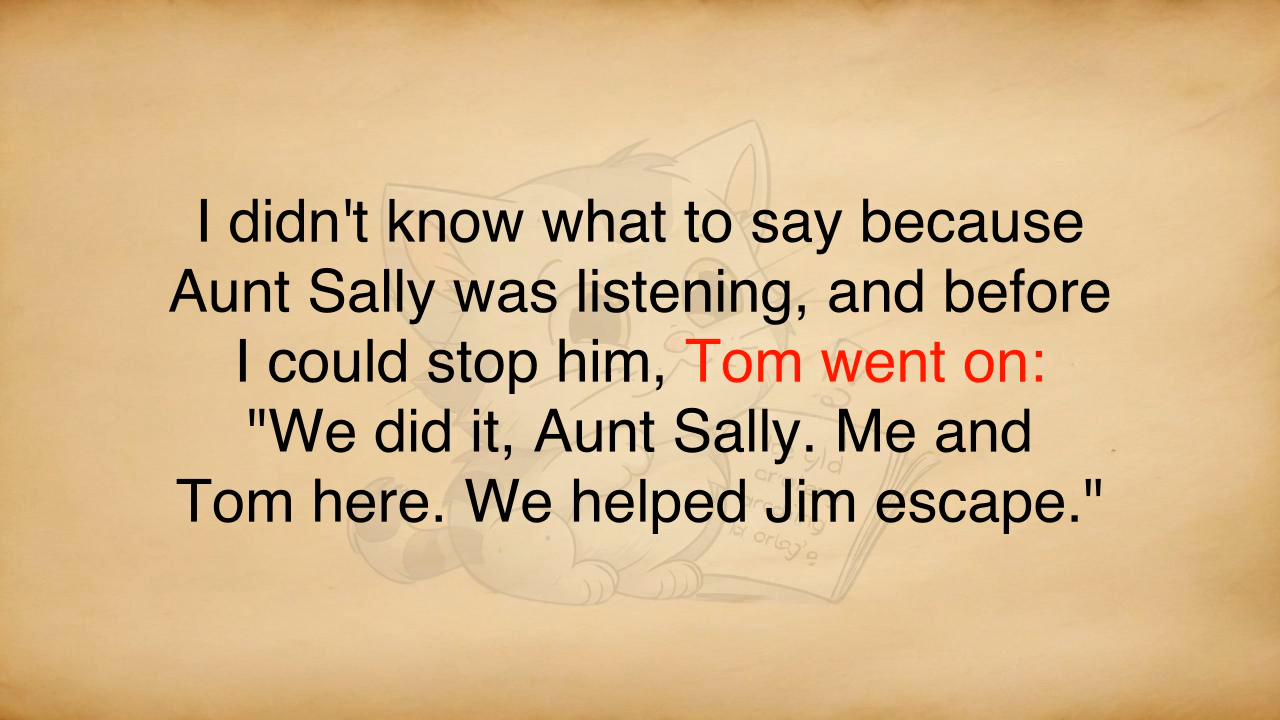 I didn't know what to say because
Aunt Sally was listening, and before
I could stop him, Tom went on:
"We did it, Aunt Sally. Me and
Tom here. We helped Jim escape."